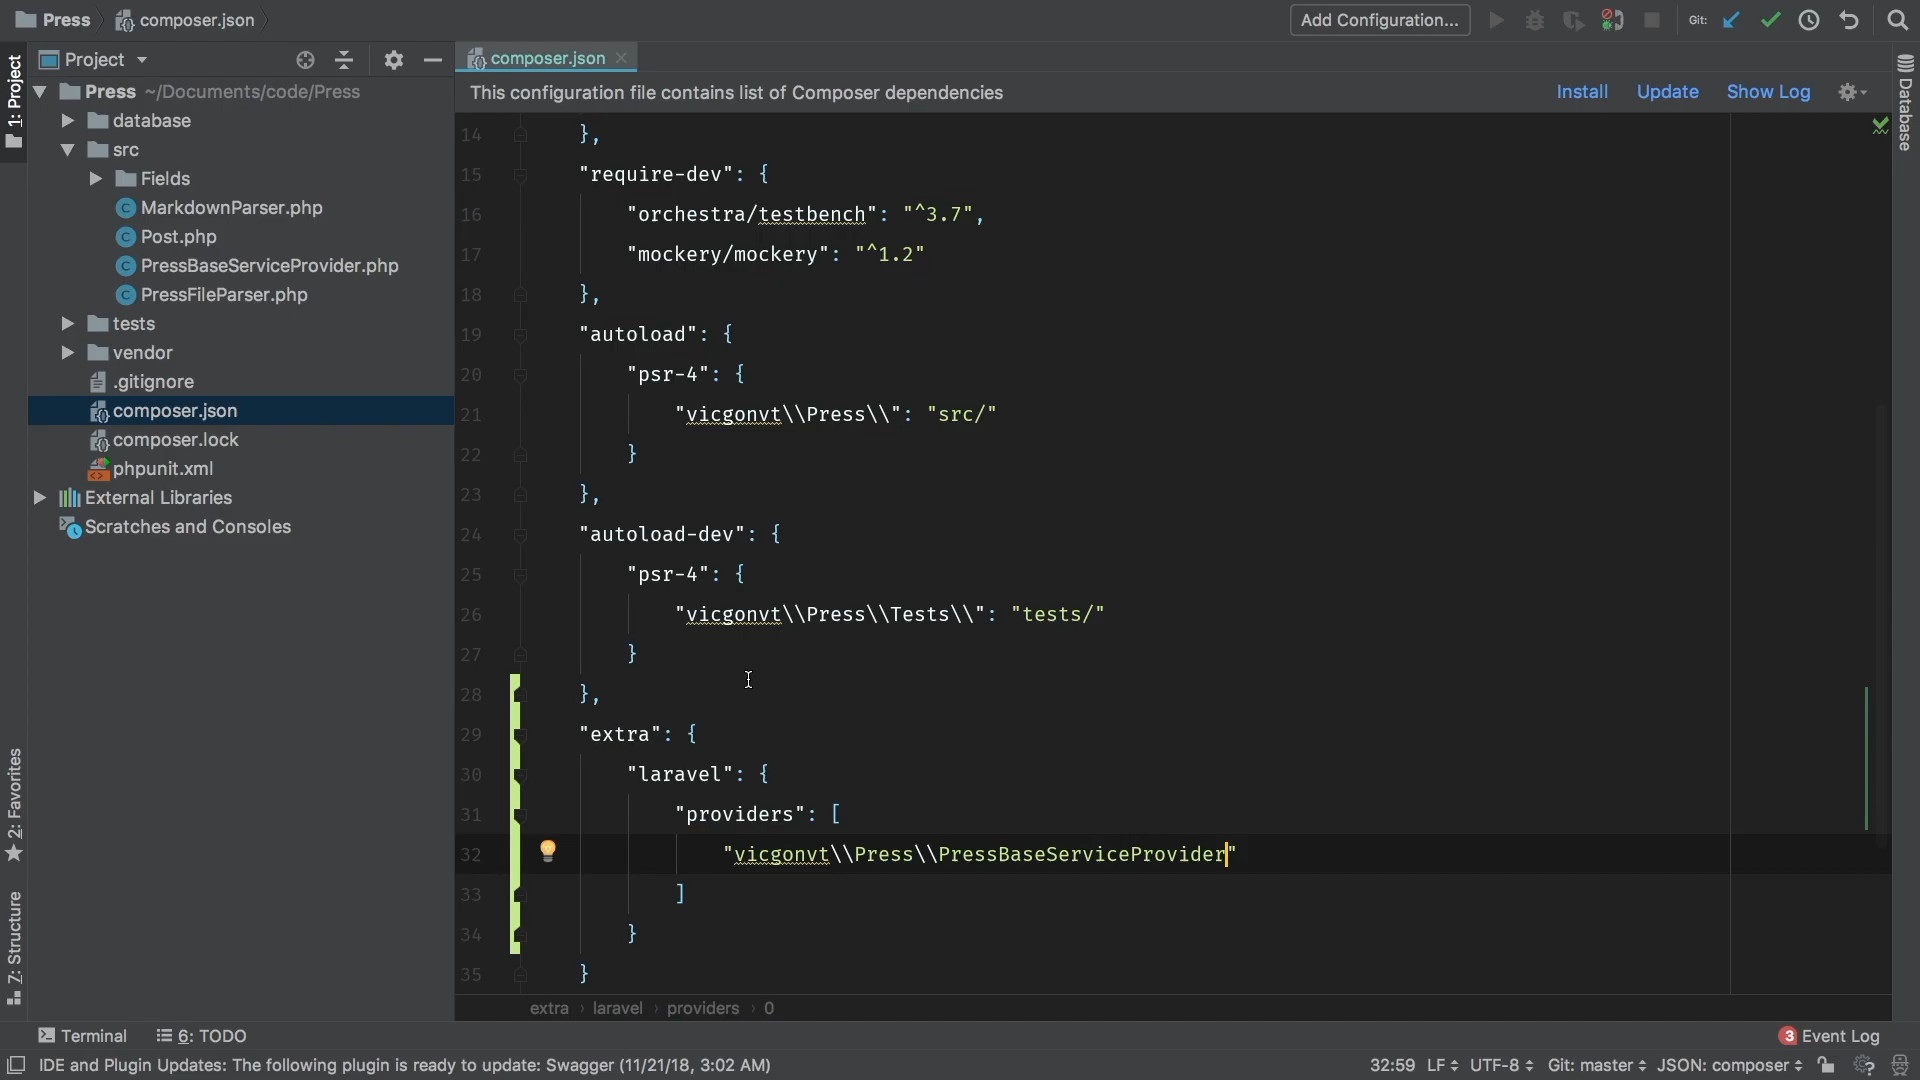 Press
composer.json
Add Configuration...
Git:
Project
composer.json
1: Project
Press ~/Documents/code/Press
database
src
Fields
MarkdownParser.php
Post.php
PressBaseServiceProvider.php
PressFileParser.php
tests
vendor
.gitignore
composer.json
composer.lock
phpunit.xml
External Libraries
Scratches and Consoles
2: Favorites
Z: Structure
This configuration file contains list of Composer dependencies
Install
Update
Show Log
Database
14 },
15 "require-dev": {
16 "orchestra/testbench": "^3.7",
17 "mockery/mockery": "^1.2"
18 },
19 "autoload": {
20 "psr-4": {
21 "vicgonvt\\Press\\": "src/"
22 }
23 },
24 "autoload-dev": {
25 "psr-4": {
26 "vicgonvt\\Press\\Tests\\": "tests/"
27 }
28 },
29 "extra": {
30 "laravel": {
31 "providers": [
32 "vicgonvt\\Press\\PressBaseServiceProvider"
33 ]
34 }
35 }
extra › laravel › providers › 0
Terminal
6: TODO
3 Event Log
IDE and Plugin Updates: The following plugin is ready to update: Swagger (11/21/18, 3:02 AM)
32:59 LF UTF-8 Git: master JSON: composer